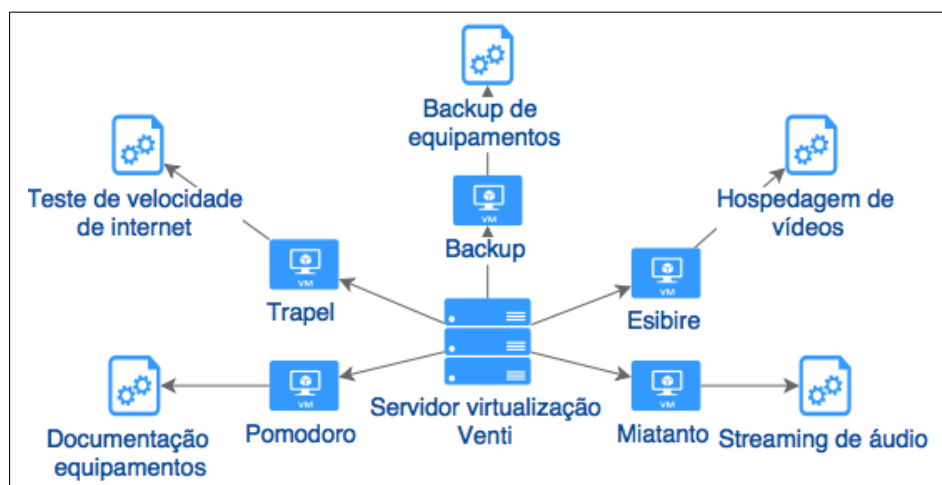 Backup de
equipamentos
Teste de velocidade
de internet
Hospedagem de
vídeos
VM
Backup
VM
Trapel
VM
Esibire
VM
Pomodoro
Servidor virtualização
Venti
VM
Miatanto
Documentação
equipamentos
Streaming de áudio